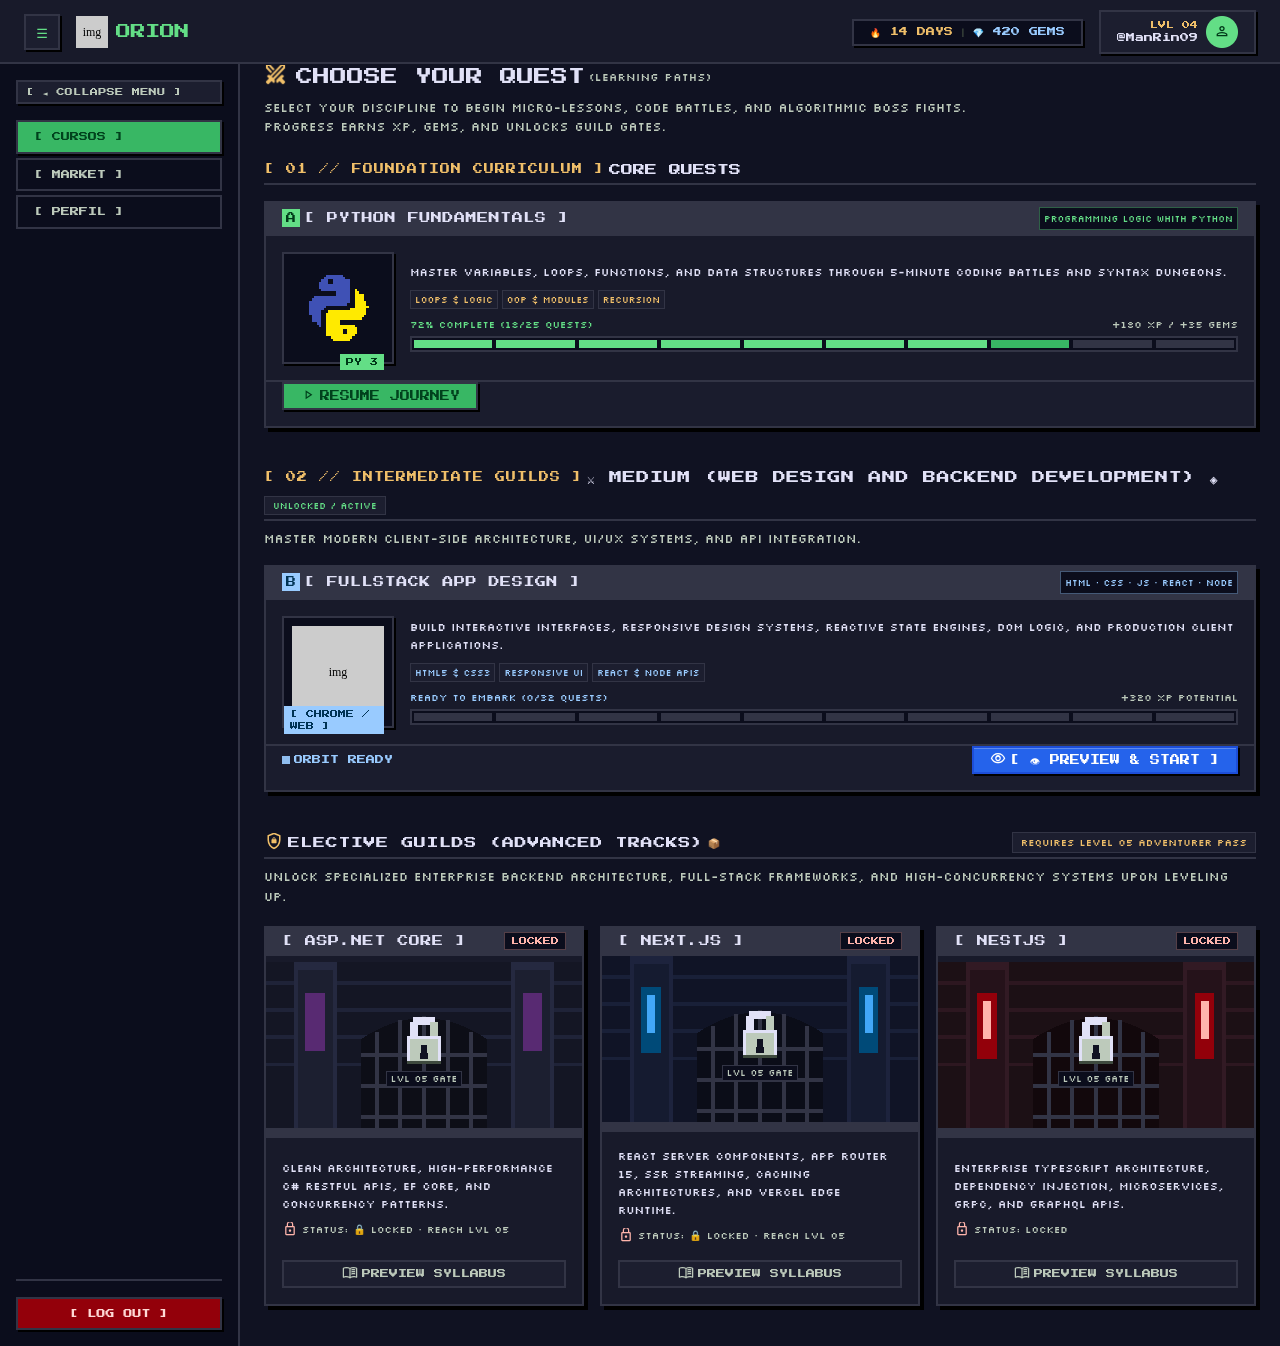 ☰ img ORION
🔥 14 DAYS | 💎 420 GEMS
LVL 04
@ManRin09
[ ◂ COLLAPSE MENU ]
[ CURSOS ]
[ MARKET ]
[ PERFIL ]
[ LOG OUT ]
CHOOSE YOUR QUEST (LEARNING PATHS)
SELECT YOUR DISCIPLINE TO BEGIN MICRO-LESSONS, CODE BATTLES, AND ALGORITHMIC BOSS FIGHTS.
PROGRESS EARNS XP, GEMS, AND UNLOCKS GUILD GATES.
[ 01 // FOUNDATION CURRICULUM ] CORE QUESTS
A [ PYTHON FUNDAMENTALS ]
PROGRAMMING LOGIC WHITH PYTHON
MASTER VARIABLES, LOOPS, FUNCTIONS, AND DATA STRUCTURES THROUGH 5-MINUTE CODING BATTLES AND SYNTAX DUNGEONS.
LOOPS & LOGIC
OOP & MODULES
RECURSION
72% COMPLETE (18/25 QUESTS)
+180 XP / +35 GEMS
PY 3
RESUME JOURNEY
[ 02 // INTERMEDIATE GUILDS ] ⚔ MEDIUM (WEB DESIGN AND BACKEND DEVELOPMENT) ◈
UNLOCKED / ACTIVE
MASTER MODERN CLIENT-SIDE ARCHITECTURE, UI/UX SYSTEMS, AND API INTEGRATION.
B [ FULLSTACK APP DESIGN ]
HTML · CSS · JS · REACT · NODE
img
[ CHROME /
WEB ]
BUILD INTERACTIVE INTERFACES, RESPONSIVE DESIGN SYSTEMS, REACTIVE STATE ENGINES, DOM LOGIC, AND PRODUCTION CLIENT
APPLICATIONS.
HTML5 & CSS3
RESPONSIVE UI
REACT & NODE APIS
READY TO EMBARK (0/32 QUESTS)
+320 XP POTENTIAL
ORBIT READY
[ 👁 PREVIEW & START ]
ELECTIVE GUILDS (ADVANCED TRACKS) 📦
REQUIRES LEVEL 05 ADVENTURER PASS
UNLOCK SPECIALIZED ENTERPRISE BACKEND ARCHITECTURE, FULL-STACK FRAMEWORKS, AND HIGH-CONCURRENCY SYSTEMS UPON LEVELING
UP.
[ ASP.NET CORE ]
LOCKED
LVL 05 GATE
CLEAN ARCHITECTURE, HIGH-PERFORMANCE
C# RESTFUL APIS, EF CORE, AND
CONCURRENCY PATTERNS.
STATUS: 🔒 LOCKED · REACH LVL 05
PREVIEW SYLLABUS
[ NEXT.JS ]
LOCKED
LVL 05 GATE
REACT SERVER COMPONENTS, APP ROUTER
15, SSR STREAMING, CACHING
ARCHITECTURES, AND VERCEL EDGE
RUNTIME.
STATUS: 🔒 LOCKED · REACH LVL 05
PREVIEW SYLLABUS
[ NESTJS ]
LOCKED
LVL 05 GATE
ENTERPRISE TYPESCRIPT ARCHITECTURE,
DEPENDENCY INJECTION, MICROSERVICES,
GRPC, AND GRAPHQL APIS.
STATUS: LOCKED
PREVIEW SYLLABUS